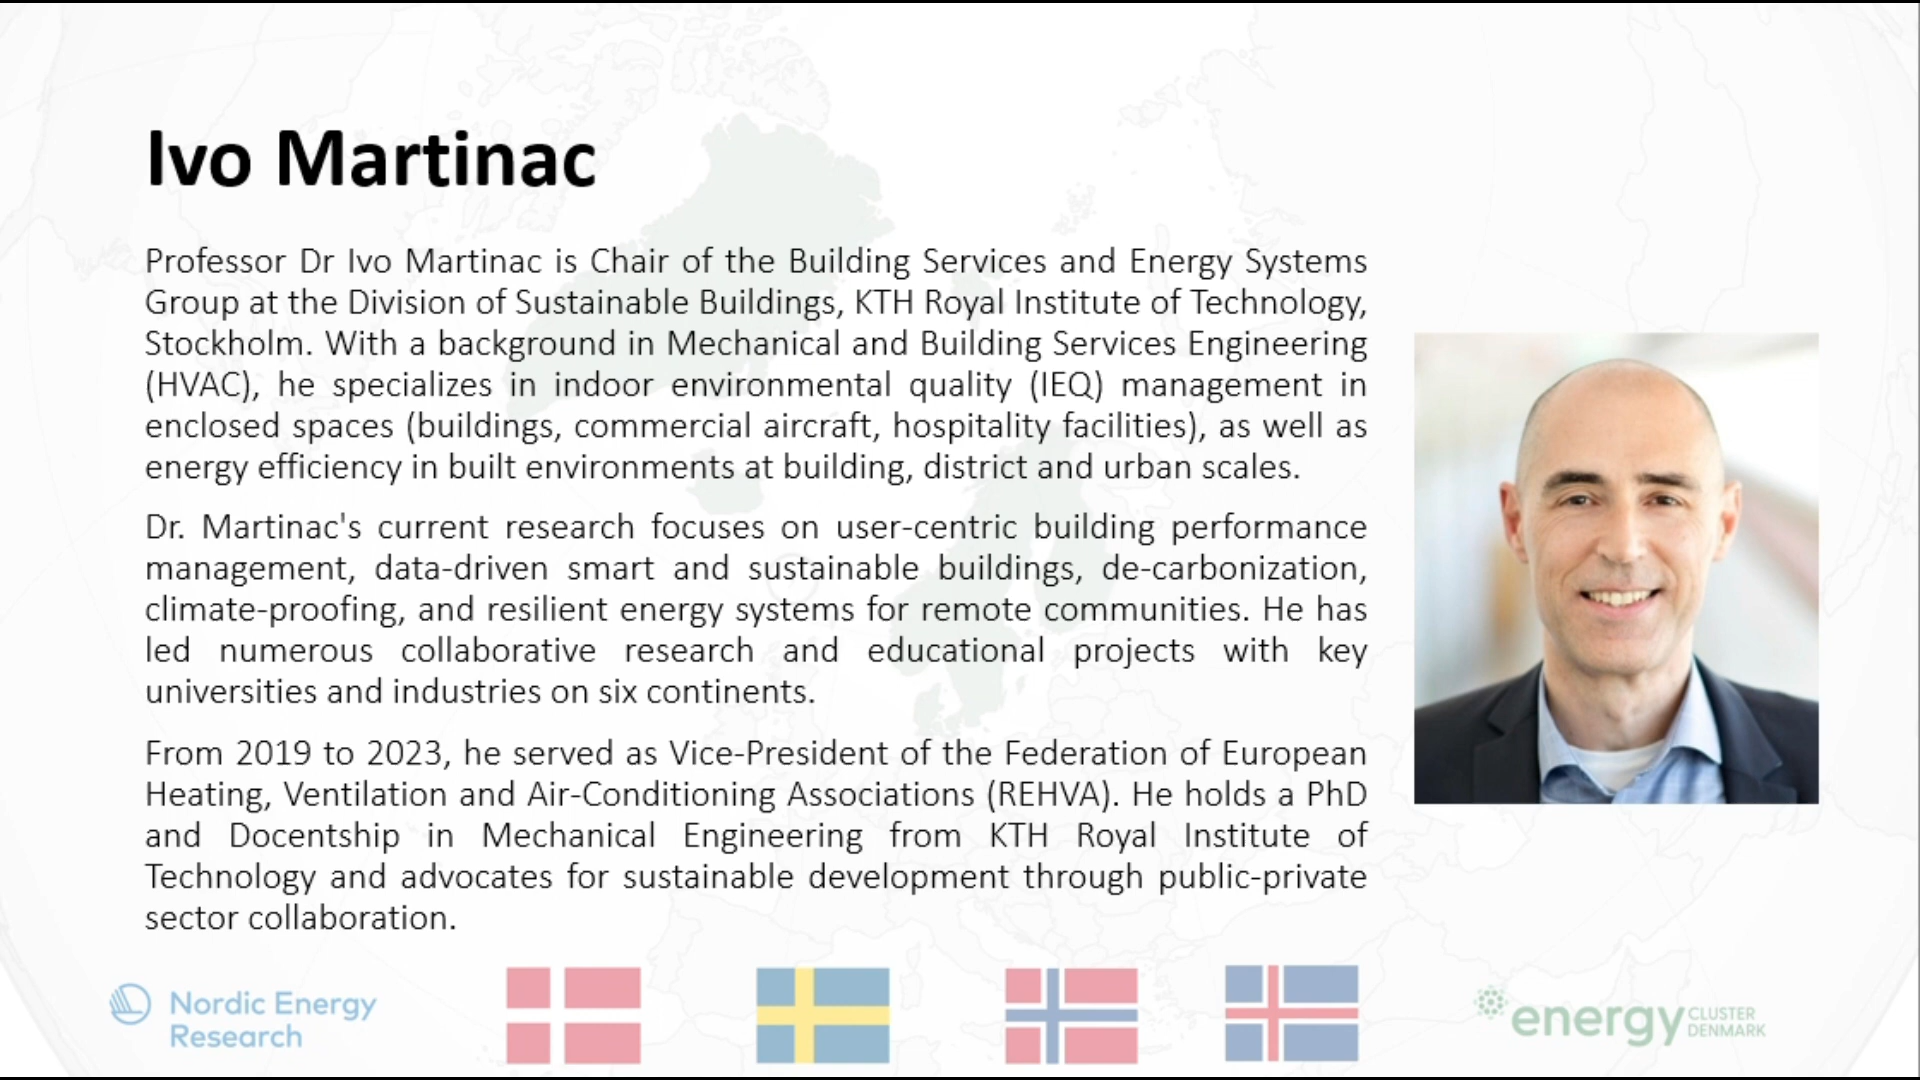 Ivo Martinac
Professor Dr Ivo Martinac is Chair of the Building Services and Energy Systems
Group at the Division of Sustainable Buildings, KTH Royal Institute of Technology,
Stockholm. With a background in Mechanical and Building Services Engineering
(HVAC), he specializes in indoor environmental quality (IEQ) management in
enclosed spaces (buildings, commercial aircraft, hospitality facilities), as well as
energy efficiency in built environments at building, district and urban scales.
Dr. Martinac's current research focuses on user-centric building performance
management, data-driven smart and sustainable buildings, de-carbonization,
climate-proofing, and resilient energy systems for remote communities. He has
led numerous collaborative research and educational projects with key
universities and industries on six continents.
From 2019 to 2023, he served as Vice-President of the Federation of European
Heating, Ventilation and Air-Conditioning Associations (REHVA). He holds a PhD
and Docentship in Mechanical Engineering from KTH Royal Institute of
Technology and advocates for sustainable development through public-private
sector collaboration.
Nordic Energy
Research
energy CLUSTER
DENMARK